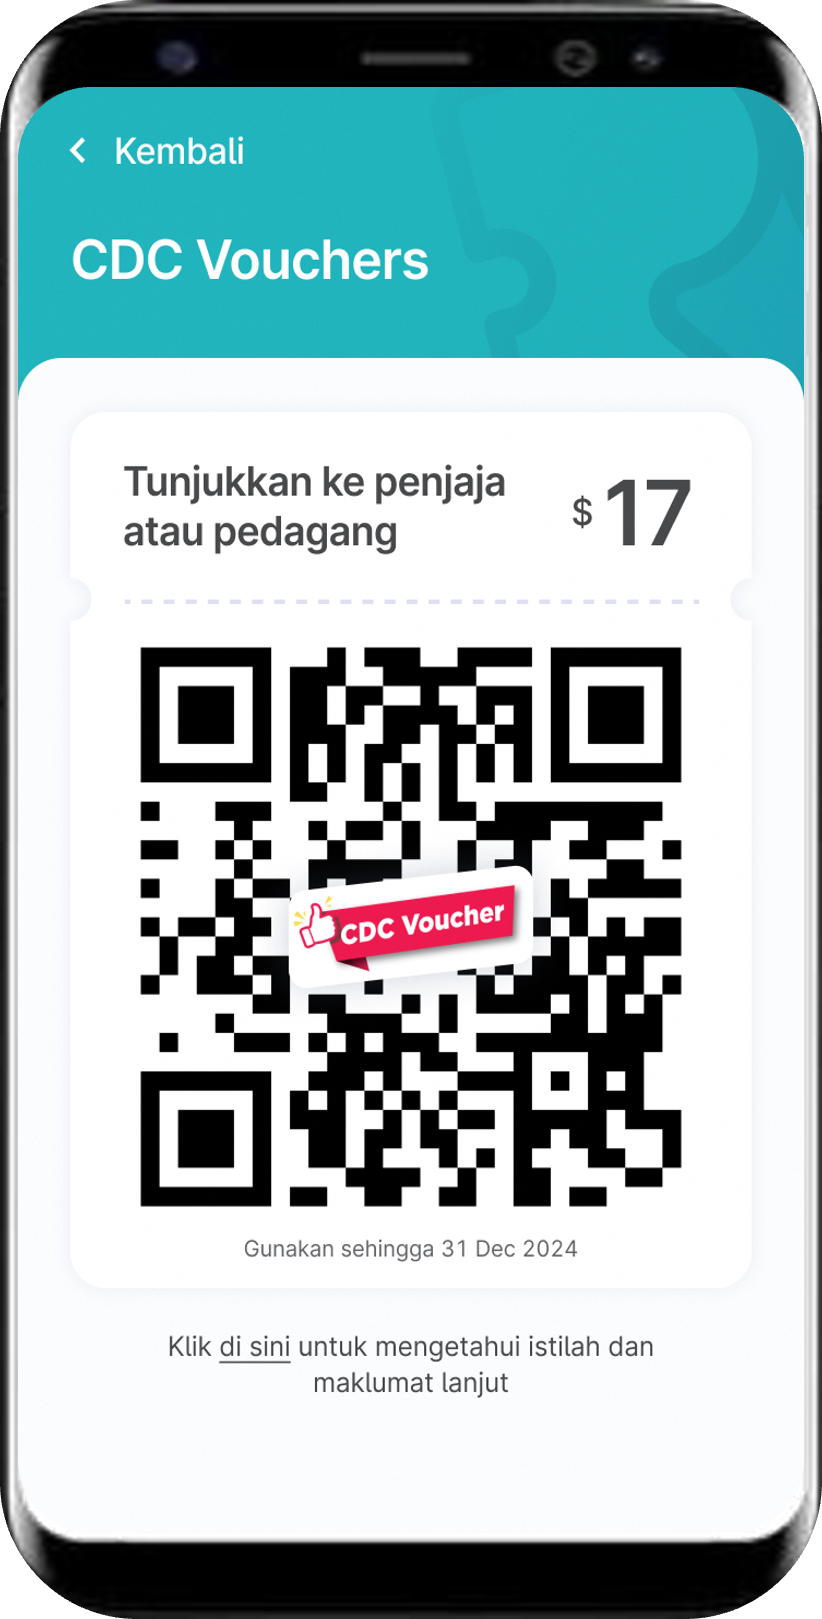 Kembali
CDC Vouchers
Tunjukkan ke penjaja
atau pedagang
$ 17
CDC Voucher
Gunakan sehingga 31 Dec 2024
Klik di sini untuk mengetahui istilah dan
maklumat lanjut